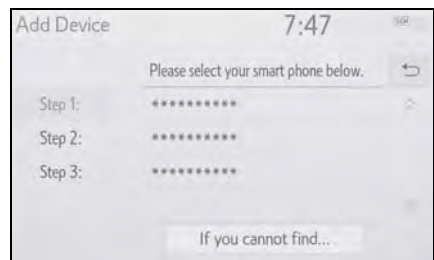 Add Device 7:47
Please select your smart phone below.
Step 1: **********
Step 2: **********
Step 3: **********
If you cannot find...